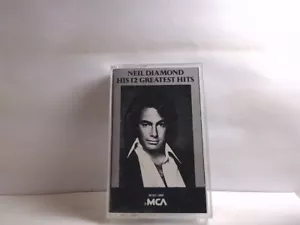 NEIL DIAMOND
HIS 12 GREATEST HITS
MCA